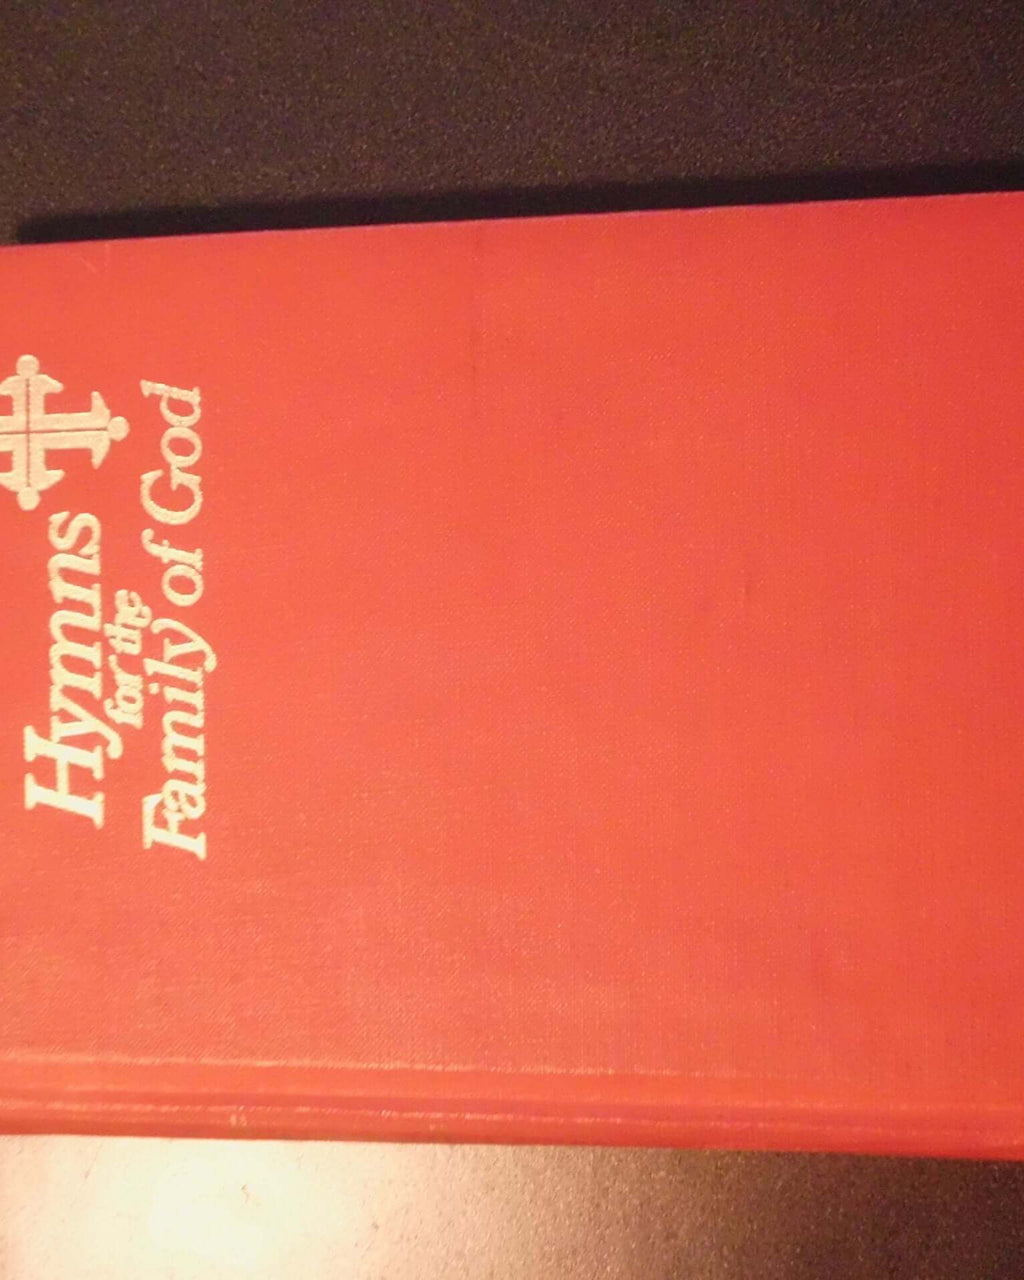 Hymns
for the
Family of God